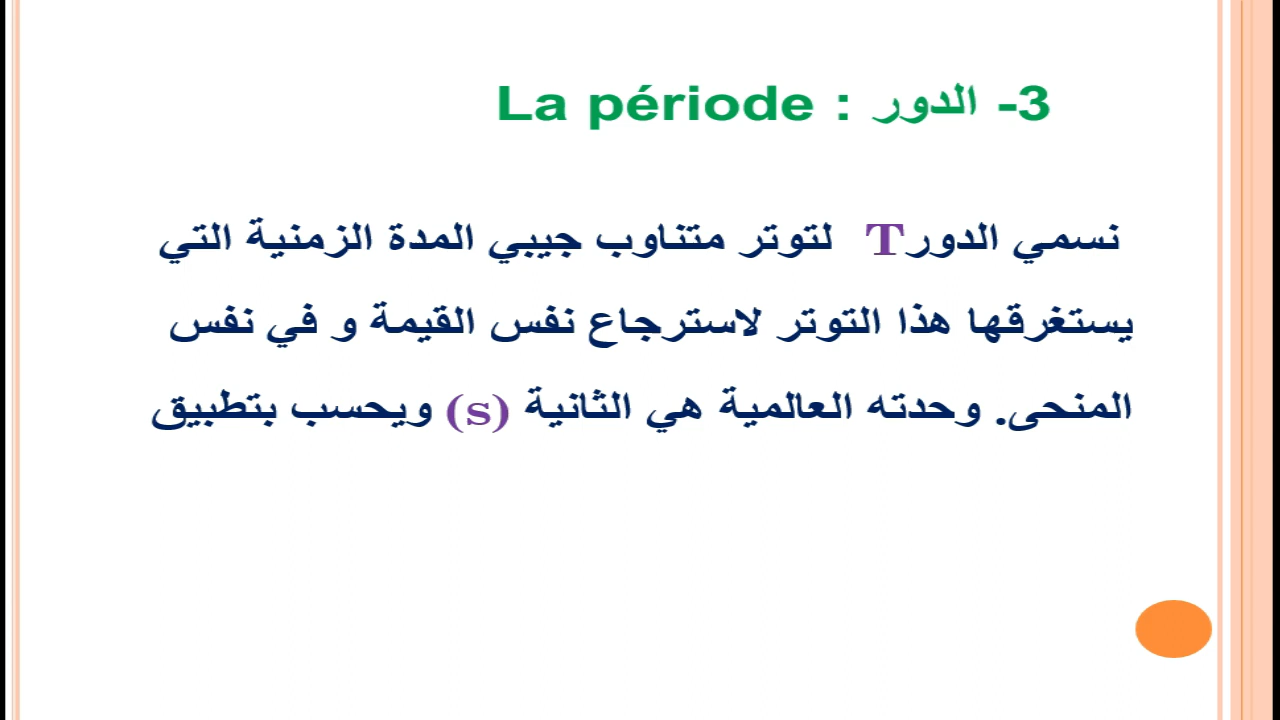 3- الدور : La période
نسمي الدور T لتوتر متناوب جيبي المدة الزمنية التي
يستغرقها هذا التوتر لاسترجاع نفس القيمة و في نفس
المنحى. وحدته العالمية هي الثانية (s) ويحسب بتطبيق